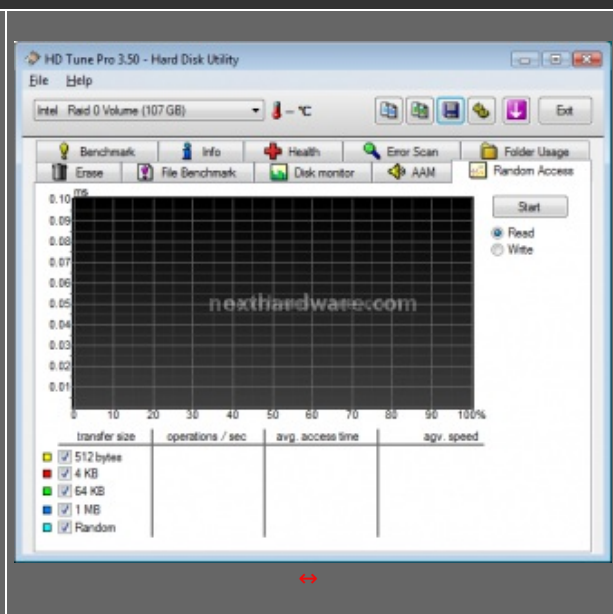 HD Tune Pro 3.50 - Hard Disk Utility
File Help
Intel Raid 0 Volume (107 GB)
– °C
Exit
Benchmark Info Health Error Scan Folder Usage
Erase File Benchmark Disk monitor AAM Random Access
ms
0.10
0.09
0.08
0.07
0.06
0.05
0.04
0.03
0.02
0.01
0 10 20 30 40 50 60 70 80 90 100%
nexthardware.com
Start
Read
Write
transfer size operations / sec avg. access time agv. speed
512 bytes
4 KB
64 KB
1 MB
Random